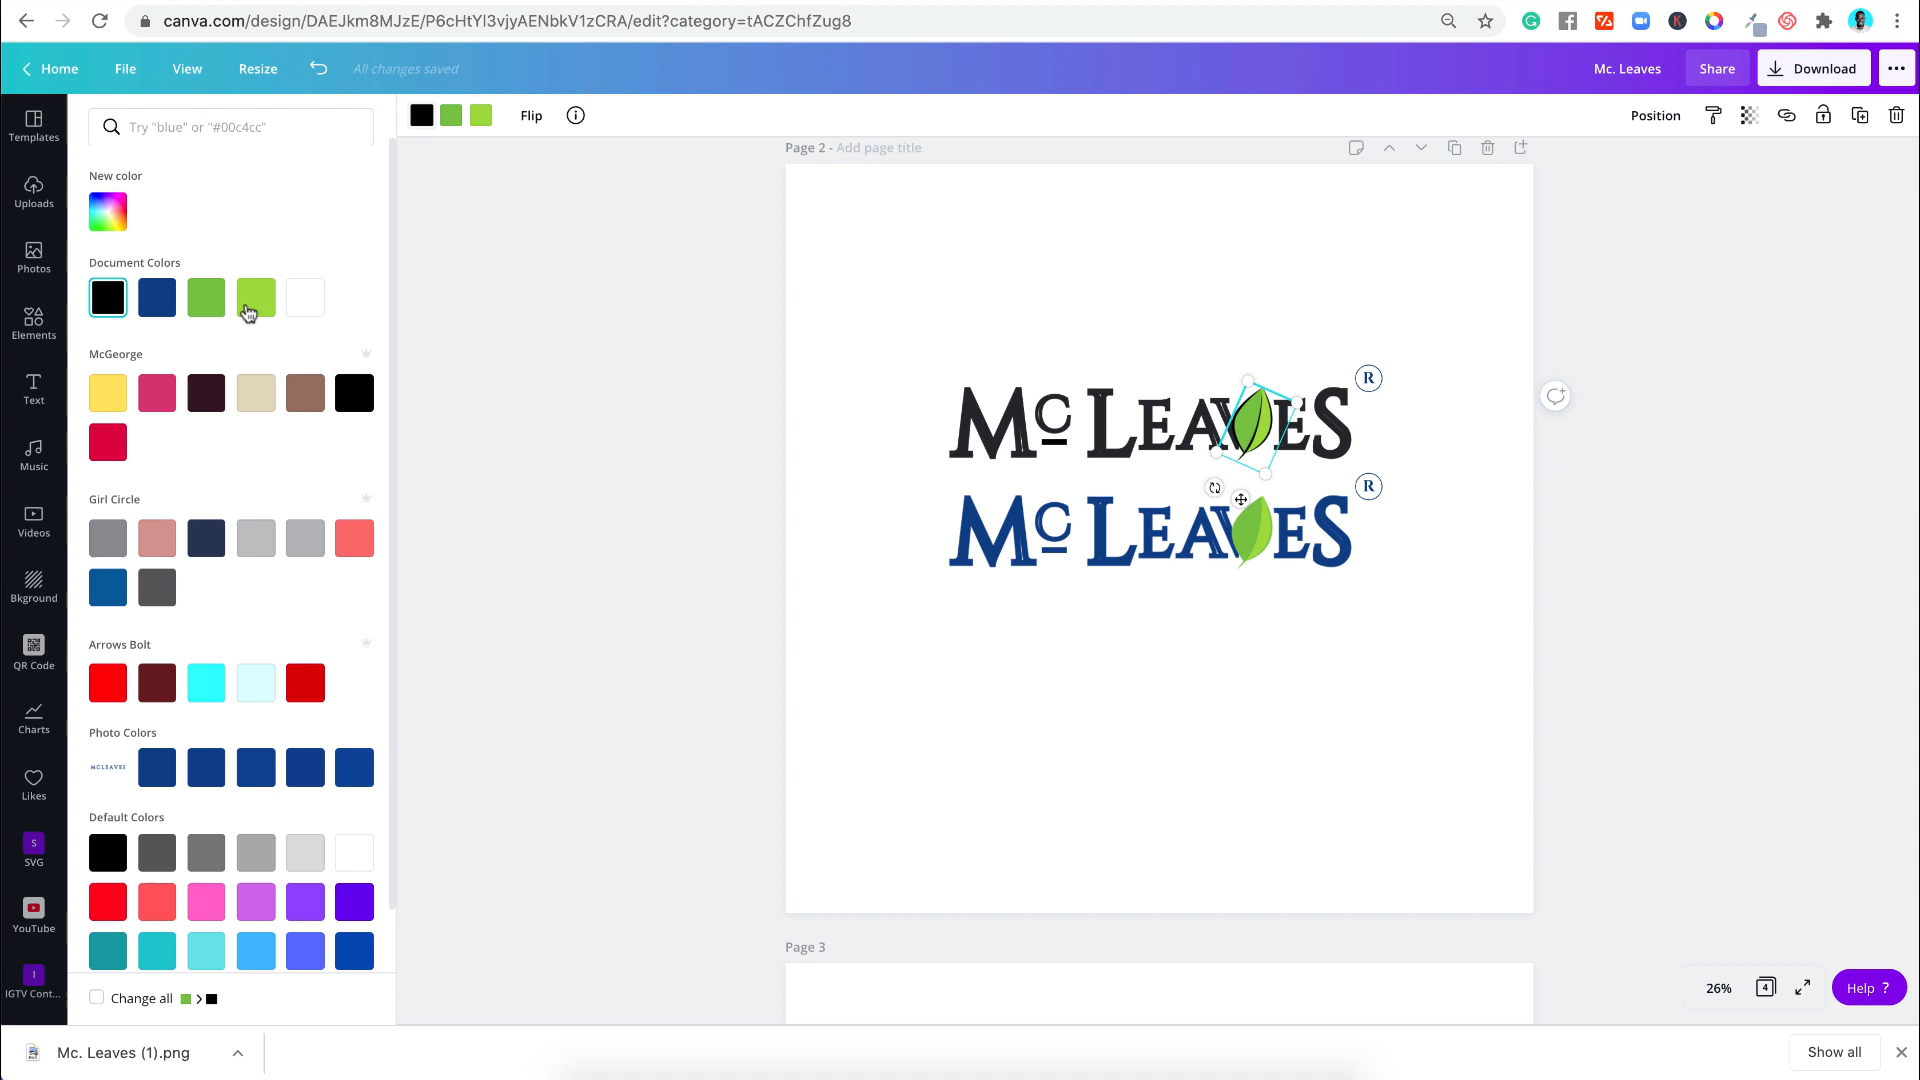 canva.com/design/DAEJkm8MJzE/P6cHtYl3vjyAENbkV1zCRA/edit?category=tACZChfZug8
Home
File
View
Resize
All changes saved
Mc. Leaves
Share
Download
Templates
Uploads
Photos
Elements
Text
Music
Videos
Bkground
QR Code
Charts
Likes
S
SVG
YouTube
I
IGTV Cont...
Try "blue" or "#00c4cc"
New color
Document Colors
McGeorge
Girl Circle
Arrows Bolt
Photo Colors
MCLEAVES
Default Colors
Change all
Flip
Position
Page 2 - Add page title
Mc LEAVES R
Mc LEAVES R
Page 3
26%
4
Help ?
Mc. Leaves (1).png
Show all